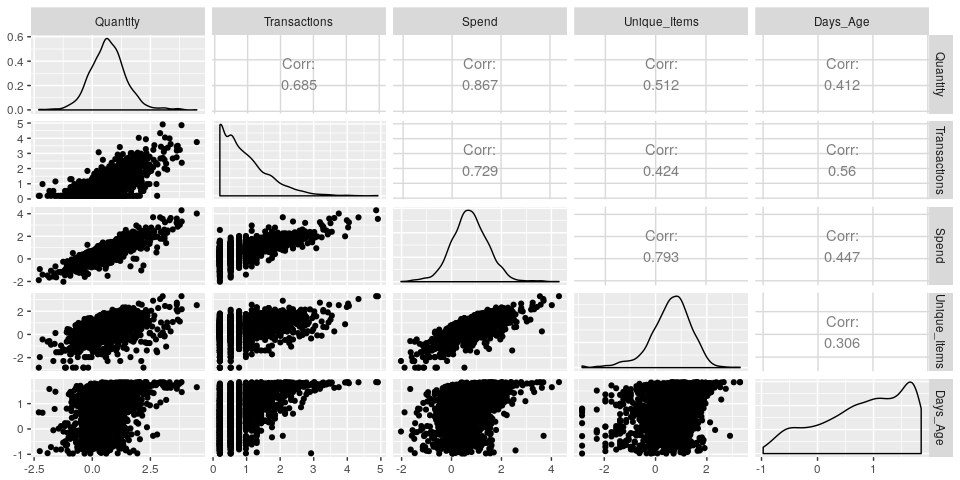 Quantity Transactions Spend Unique_Items Days_Age
0.6
0.4
0.2
0.0
Corr:
0.685
Corr:
0.867
Corr:
0.512
Corr:
0.412
Quantity
5
4
3
2
1
0
Corr:
0.729
Corr:
0.424
Corr:
0.56
Transactions
4
2
0
-2
Corr:
0.793
Corr:
0.447
Spend
2
0
-2
Corr:
0.306
Unique_Items
1
0
-1
Days_Age
-2.5 0.0 2.5 0 1 2 3 4 5 -2 0 2 4 -2 0 2 -1 0 1